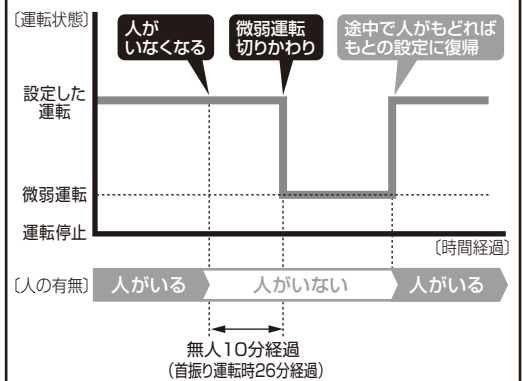 〔運転状態〕
人が
いなくなる
微弱運転
切りかわり
途中で人がもどれば
もとの設定に復帰
設定した
運転
微弱運転
運転停止
〔時間経過〕
〔人の有無〕
人がいる
人がいない
人がいる
無人10分経過
（首振り運転時26分経過）